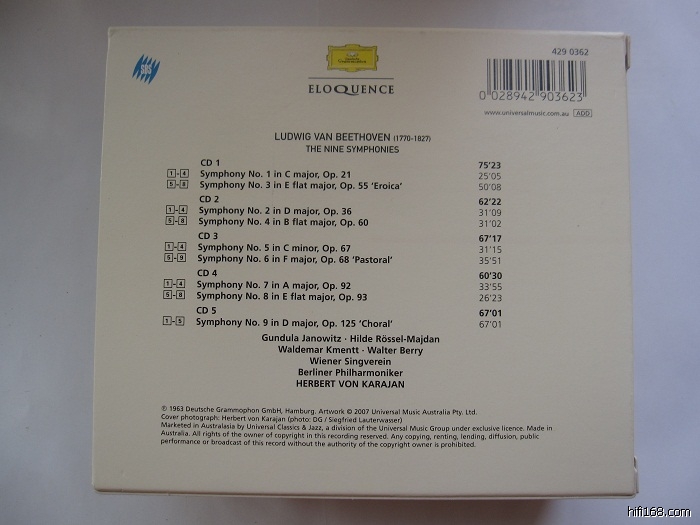 SBS
Deutsche Grammophon
ELOQUENCE
429 0362
0 028942 903623
www.universalmusic.com.au ADD
LUDWIG VAN BEETHOVEN (1770-1827)
THE NINE SYMPHONIES
CD 1 75'23
1-4 Symphony No. 1 in C major, Op. 21 25'05
5-8 Symphony No. 3 in E flat major, Op. 55 'Eroica' 50'08
CD 2 62'22
1-4 Symphony No. 2 in D major, Op. 36 31'09
5-8 Symphony No. 4 in B flat major, Op. 60 31'02
CD 3 67'17
1-4 Symphony No. 5 in C minor, Op. 67 31'15
5-9 Symphony No. 6 in F major, Op. 68 'Pastoral' 35'51
CD 4 60'30
1-4 Symphony No. 7 in A major, Op. 92 33'55
5-8 Symphony No. 8 in E flat major, Op. 93 26'23
CD 5 67'01
1-5 Symphony No. 9 in D major, Op. 125 'Choral' 67'01
Gundula Janowitz · Hilde Rössel-Majdan
Waldemar Kmentt · Walter Berry
Wiener Singverein
Berliner Philharmoniker
HERBERT VON KARAJAN
℗ 1963 Deutsche Grammophon GmbH, Hamburg. Artwork © 2007 Universal Music Australia Pty. Ltd.
Cover photograph: Herbert von Karajan (photo: DG / Siegfried Lauterwasser)
Marketed in Australasia by Universal Classics & Jazz, a division of the Universal Music Group under exclusive licence. Made in
Australia. All rights of the owner of copyright in this recording reserved. Any copying, renting, lending, diffusion, public
performance or broadcast of this record without the authority of the copyright owner is prohibited.
hifi168.com